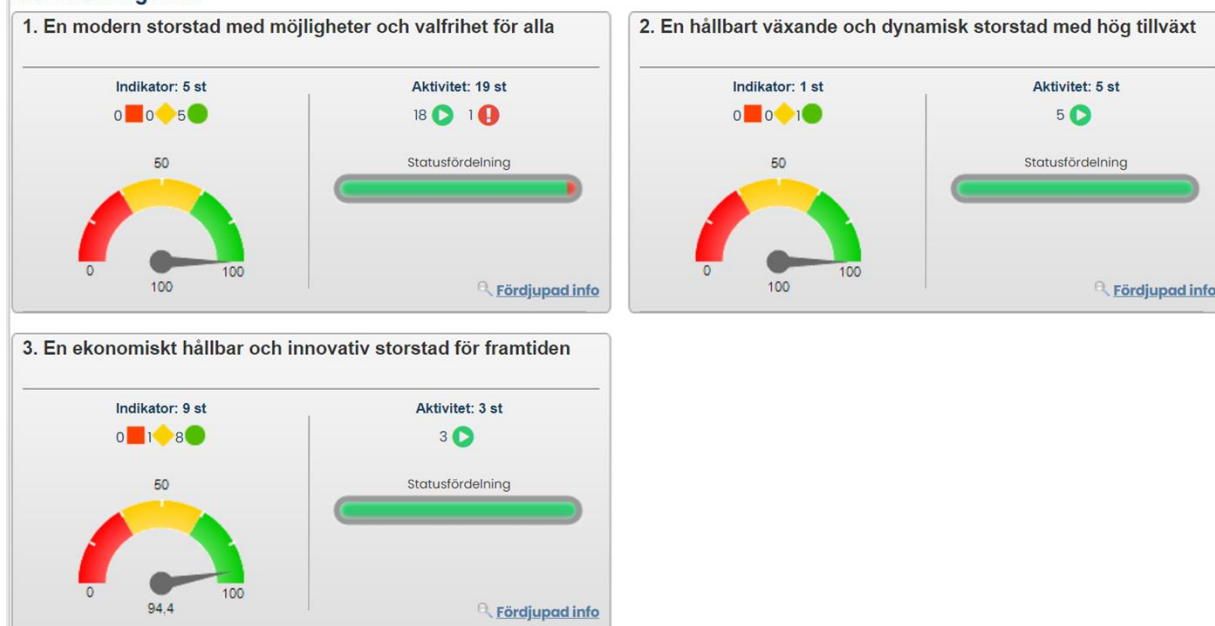 1. En modern storstad med möjligheter och valfrihet för alla
Indikator: 5 st
0 0 5
50
0
100
100
Aktivitet: 19 st
18 1
Statusfördelning
Fördjupad info
2. En hållbart växande och dynamisk storstad med hög tillväxt
Indikator: 1 st
0 0 1
50
0
100
100
Aktivitet: 5 st
5
Statusfördelning
Fördjupad info
3. En ekonomiskt hållbar och innovativ storstad för framtiden
Indikator: 9 st
0 1 8
50
0
100
94,4
Aktivitet: 3 st
3
Statusfördelning
Fördjupad info